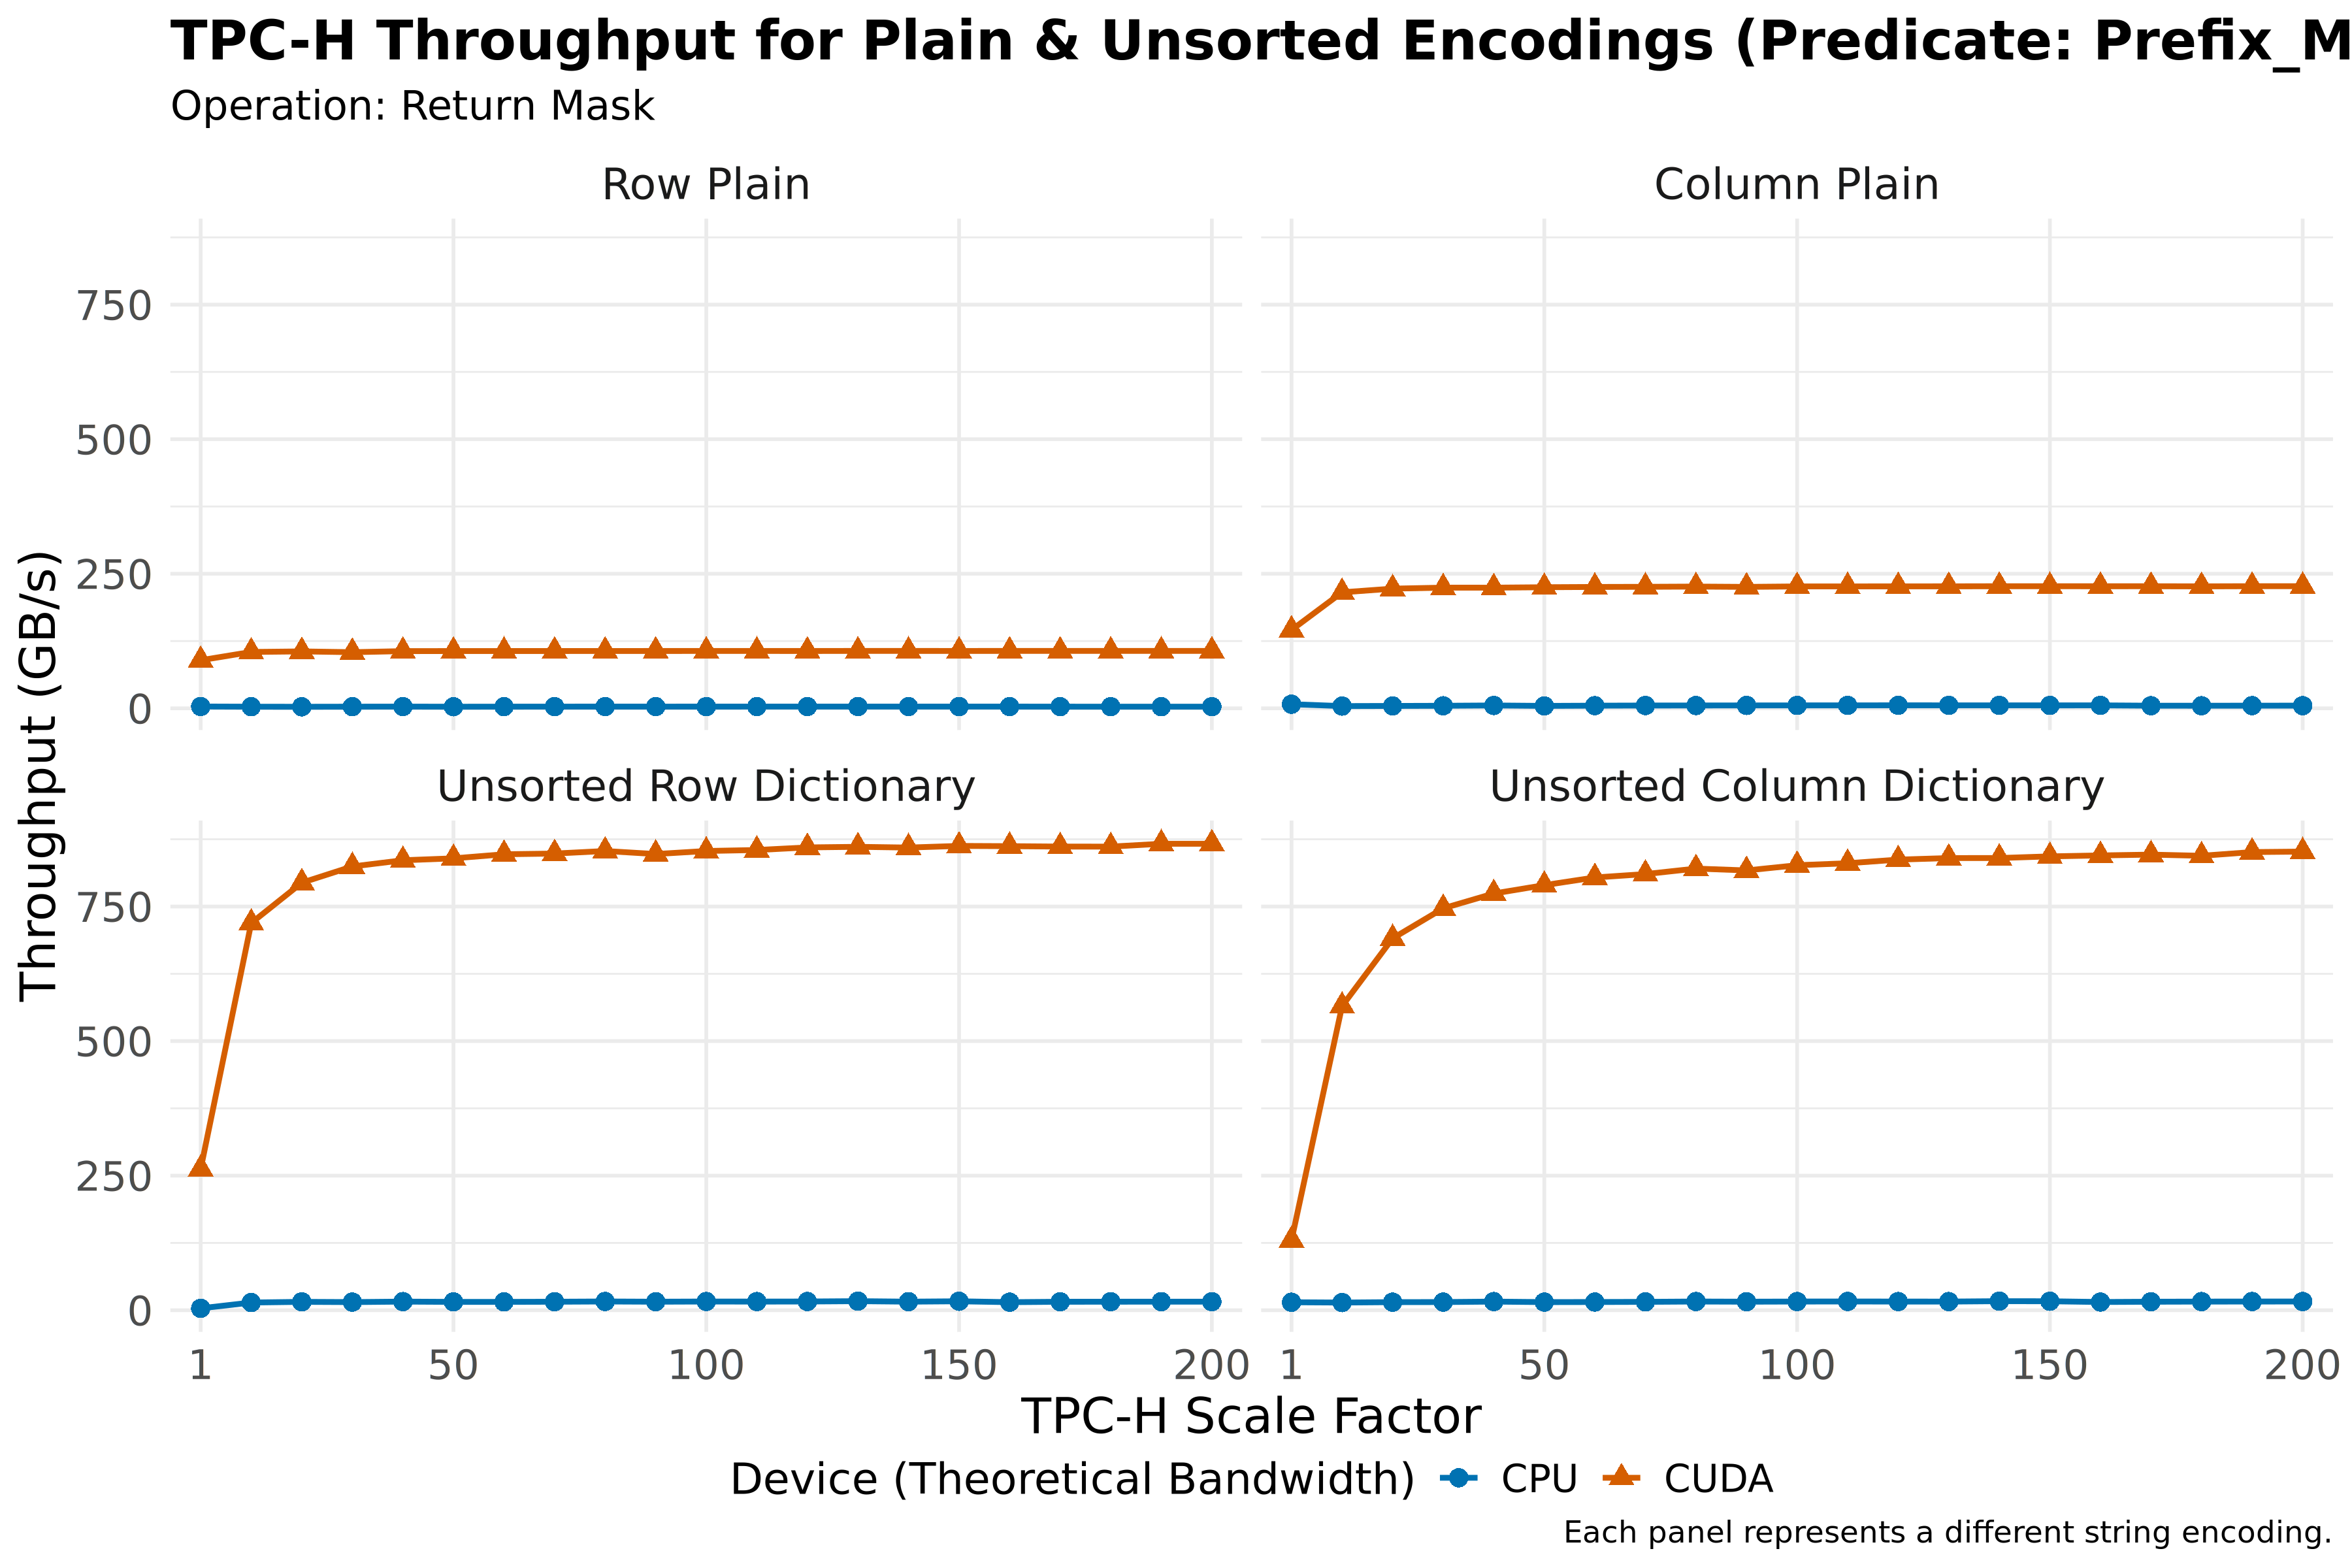 TPC-H Throughput for Plain & Unsorted Encodings (Predicate: Prefix_M
Operation: Return Mask
Row Plain
Column Plain
750
500
250
0
Unsorted Row Dictionary
Unsorted Column Dictionary
750
500
250
0
Throughput (GB/s)
1 50 100 150 200 1 50 100 150 200
TPC-H Scale Factor
Device (Theoretical Bandwidth) CPU CUDA
Each panel represents a different string encoding.